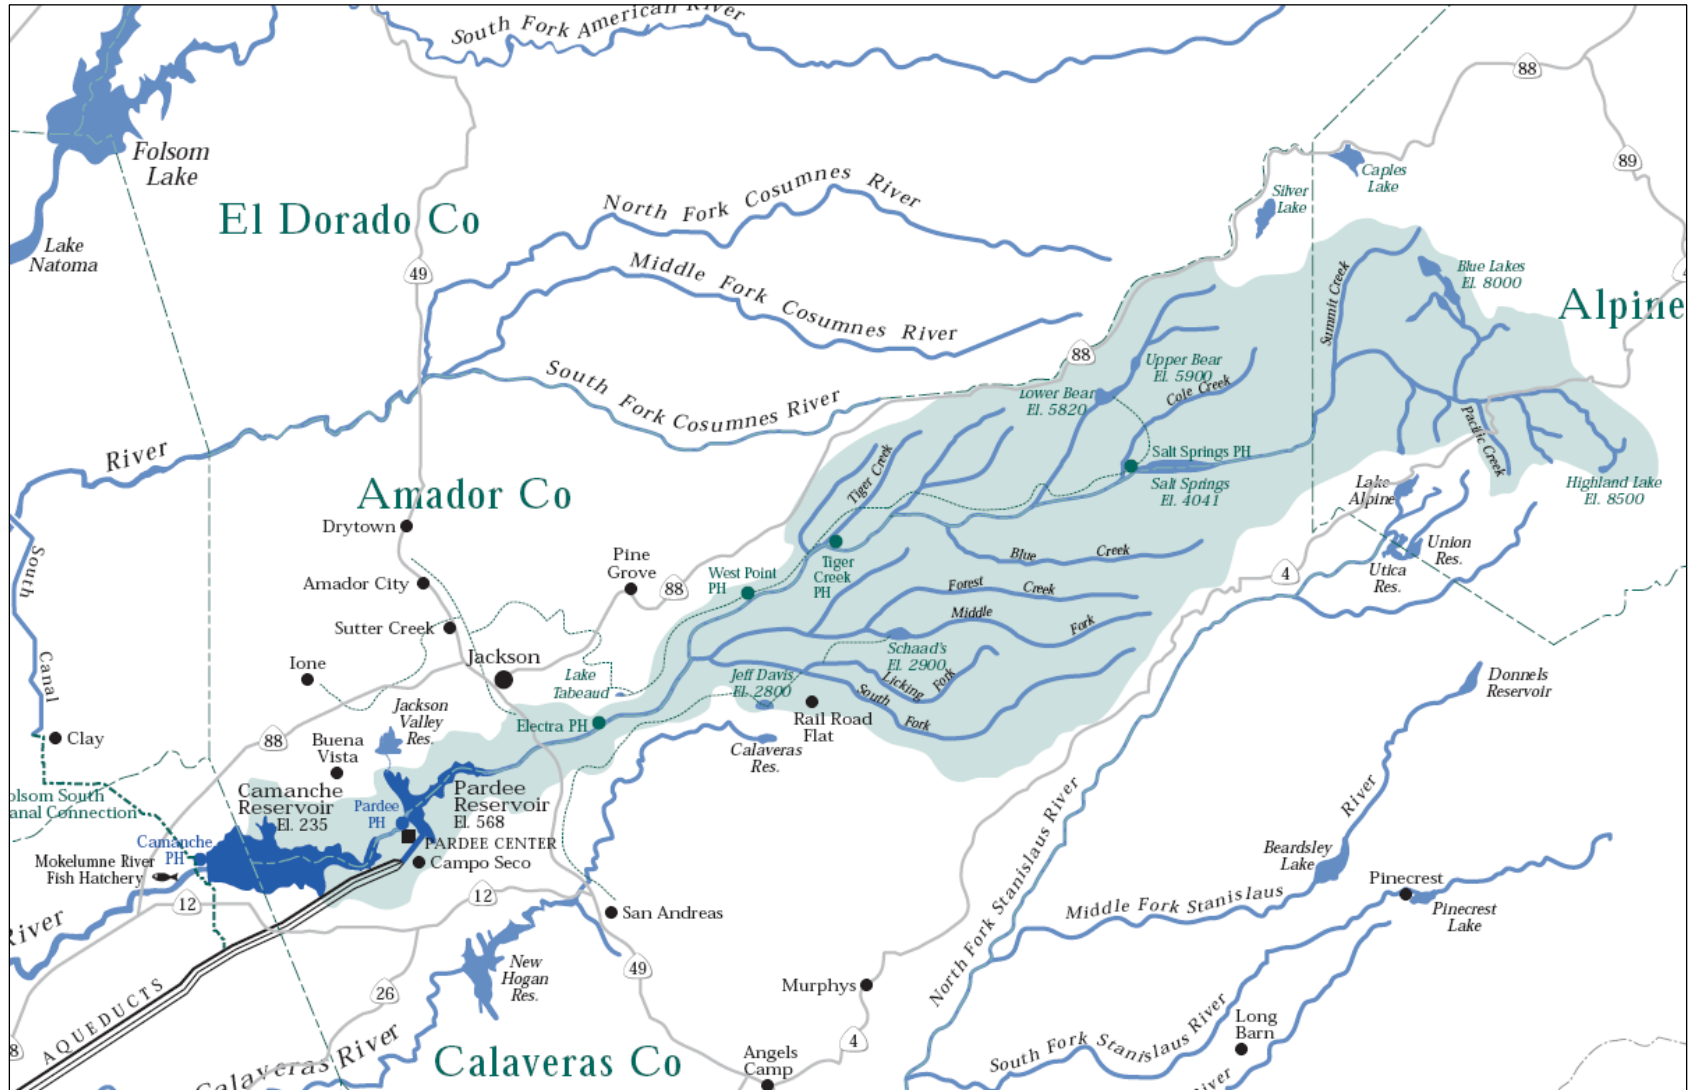 South Fork American River
88
Folsom
Lake
89
Caples
Lake
Silver
Lake
North Fork Cosumnes River
El Dorado Co
Lake
Natoma
49
Middle Fork Cosumnes River
Summit Creek
Blue Lakes
El. 8000
Alpine
88
Upper Bear
El. 5900
South Fork Cosumnes River
Lower Bear
El. 5820
Cole Creek
Pacific Creek
River
Tiger Creek
Salt Springs PH
Salt Springs
El. 4041
Lake
Alpine
Highland Lake
El. 8500
Amador Co
Drytown
South
Canal
Blue Creek
Union
Res.
Utica
Res.
Pine
Grove
88
West Point
PH
Tiger
Creek
PH
4
Amador City
Forest Creek
Middle Fork
Sutter Creek
Jackson
Ione
Lake
Tabeaud
Schaad's
El. 2900
Jeff Davis
El. 2800
Licking Fork
South Fork
Donnels
Reservoir
Rail Road
Flat
Jackson
Valley
Res.
Electra PH
Clay
88
Buena
Vista
Calaveras
Res.
Camanche
Reservoir
El. 235
Pardee
PH
Pardee
Reservoir
El. 568
River
olsom South
anal Connection
Camanche
PH
PARDEE CENTER
Mokelumne River
Fish Hatchery
Campo Seco
Beardsley
Lake
Pinecrest
12
12
San Andreas
Middle Fork Stanislaus
Pinecrest
Lake
River
North Fork Stanislaus River
New
Hogan
Res.
49
Murphys
26
AQUEDUCTS
Long
Barn
4
South Fork Stanislaus River
8
Calaveras River
Calaveras Co
Angels
Camp
River